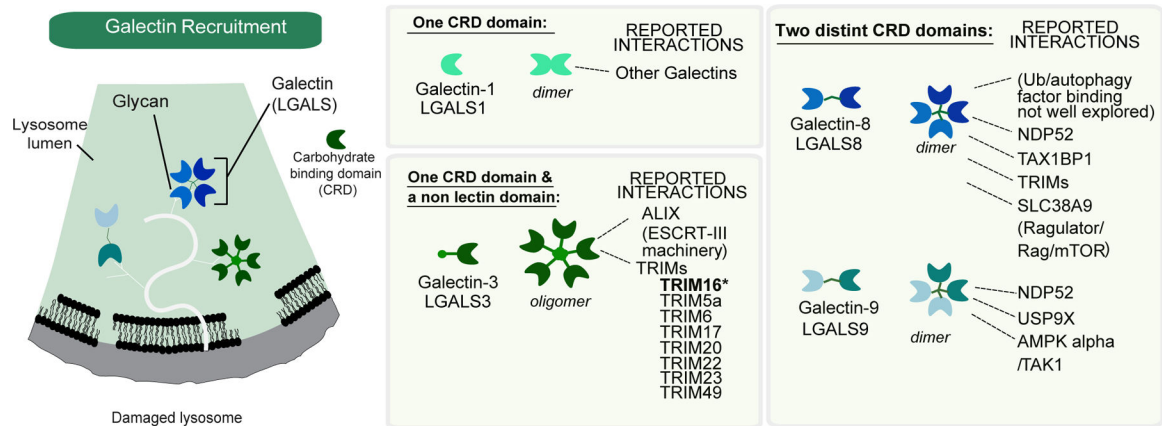 Galectin Recruitment
Glycan
Galectin
(LGALS)
Lysosome
lumen
Carbohydrate
binding domain
(CRD)
Damaged lysosome
One CRD domain:
REPORTED
INTERACTIONS
Galectin-1
LGALS1
dimer
Other Galectins
One CRD domain &
a non lectin domain:
REPORTED
INTERACTIONS
ALIX
(ESCRT-III
machinery)
TRIMs
TRIM16*
TRIM5a
TRIM6
TRIM17
TRIM20
TRIM22
TRIM23
TRIM49
Galectin-3
LGALS3
oligomer
Two distint CRD domains:
REPORTED
INTERACTIONS
Galectin-8
LGALS8
dimer
(Ub/autophagy
factor binding
not well explored)
NDP52
TAX1BP1
TRIMs
SLC38A9
(Ragulator/
Rag/mTOR)
Galectin-9
LGALS9
dimer
NDP52
USP9X
AMPK alpha
/TAK1